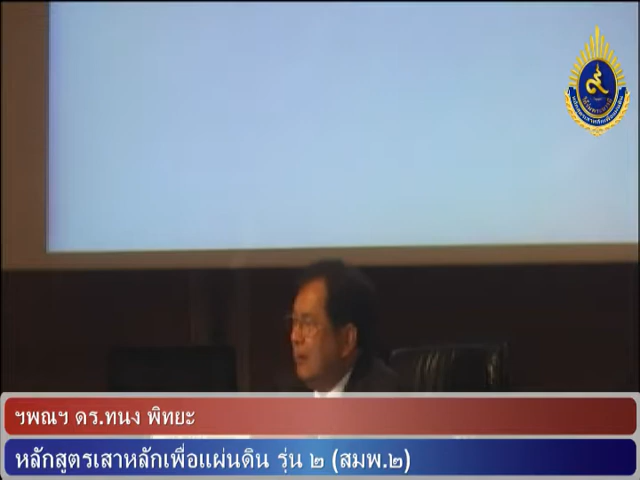 ๙
ฯพณฯ ดร.ทนง พิทยะ
หลักสูตรเสาหลักเพื่อแผ่นดิน รุ่น ๒ (สมพ.๒)